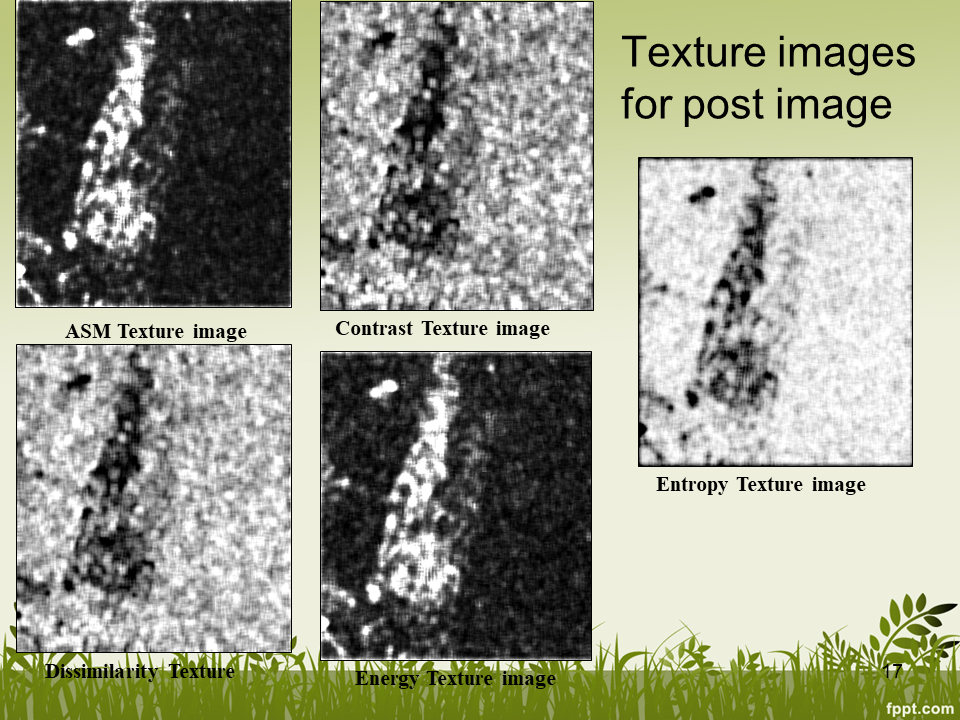 Texture images
for post image
ASM Texture image
Contrast Texture image
Entropy Texture image
Dissimilarity Texture
Energy Texture image
17
fppt.com